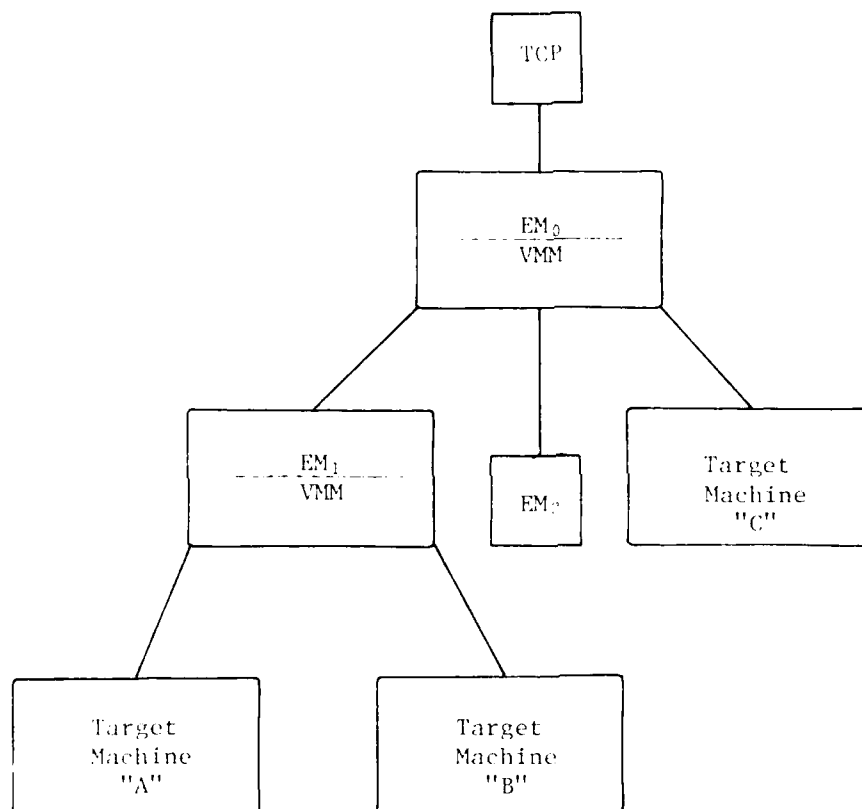 TCP
EM₀
VMM
EM₁
VMM
EM₂
Target
Machine
"C"
Target
Machine
"A"
Target
Machine
"B"